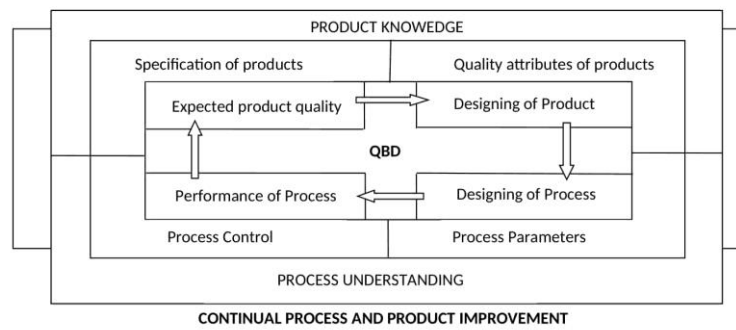 PRODUCT KNOWEDGE
Specification of products
Quality attributes of products
Expected product quality
Designing of Product
QBD
Performance of Process
Designing of Process
Process Control
Process Parameters
PROCESS UNDERSTANDING
CONTINUAL PROCESS AND PRODUCT IMPROVEMENT